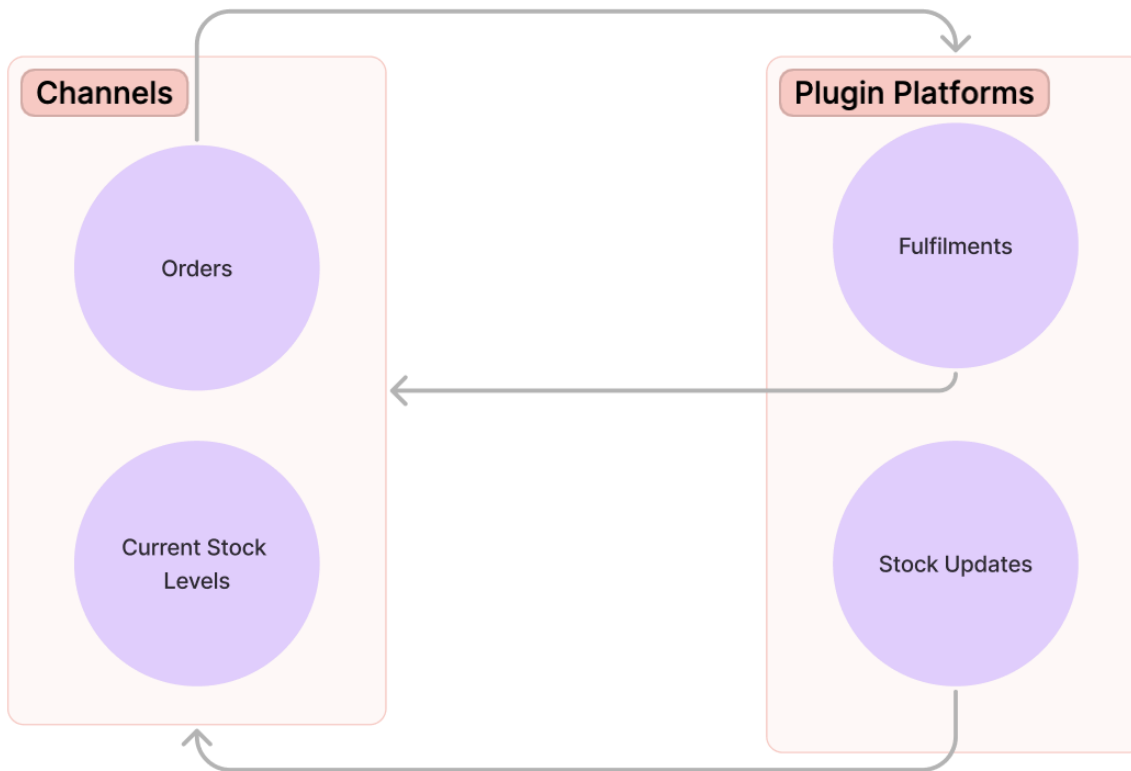 Channels
Plugin Platforms
Orders
Fulfilments
Current Stock
Levels
Stock Updates